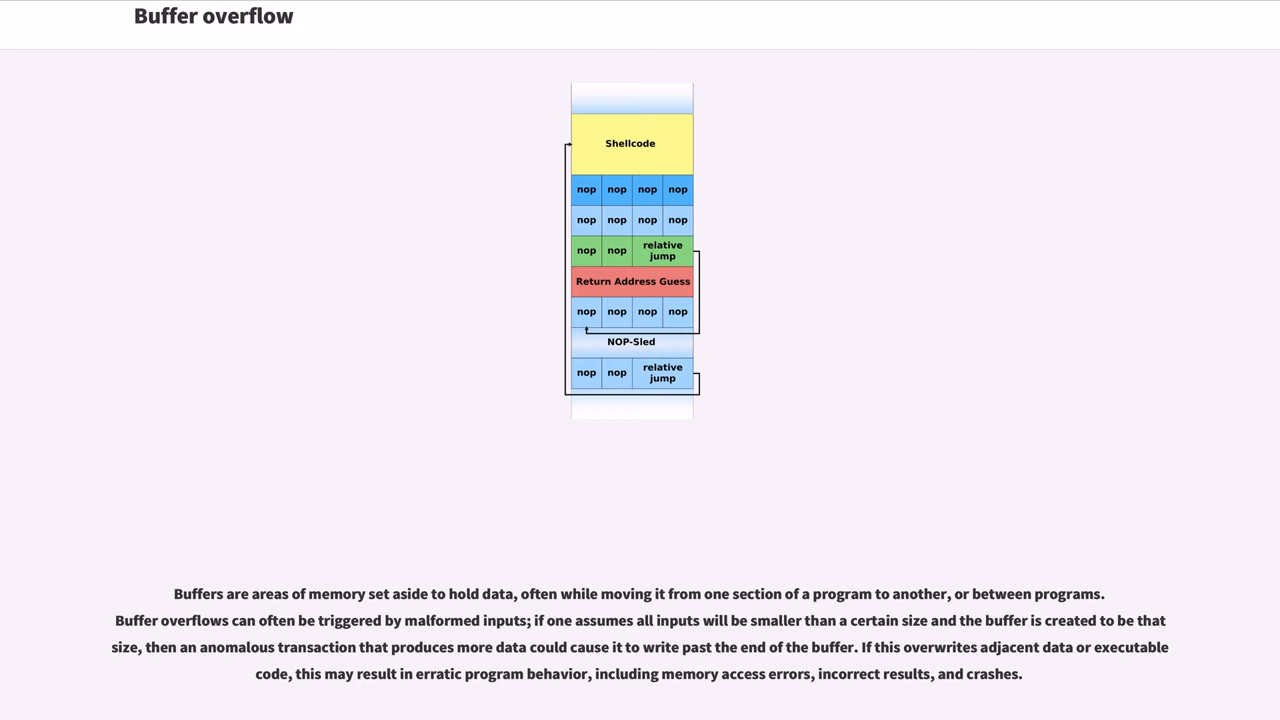 Buffer overflow
Shellcode
nop nop nop nop
nop nop nop nop
nop nop relative jump
Return Address Guess
nop nop nop nop
NOP-Sled
nop nop relative jump
Buffers are areas of memory set aside to hold data, often while moving it from one section of a program to another, or between programs.
Buffer overflows can often be triggered by malformed inputs; if one assumes all inputs will be smaller than a certain size and the buffer is created to be that
size, then an anomalous transaction that produces more data could cause it to write past the end of the buffer. If this overwrites adjacent data or executable
code, this may result in erratic program behavior, including memory access errors, incorrect results, and crashes.